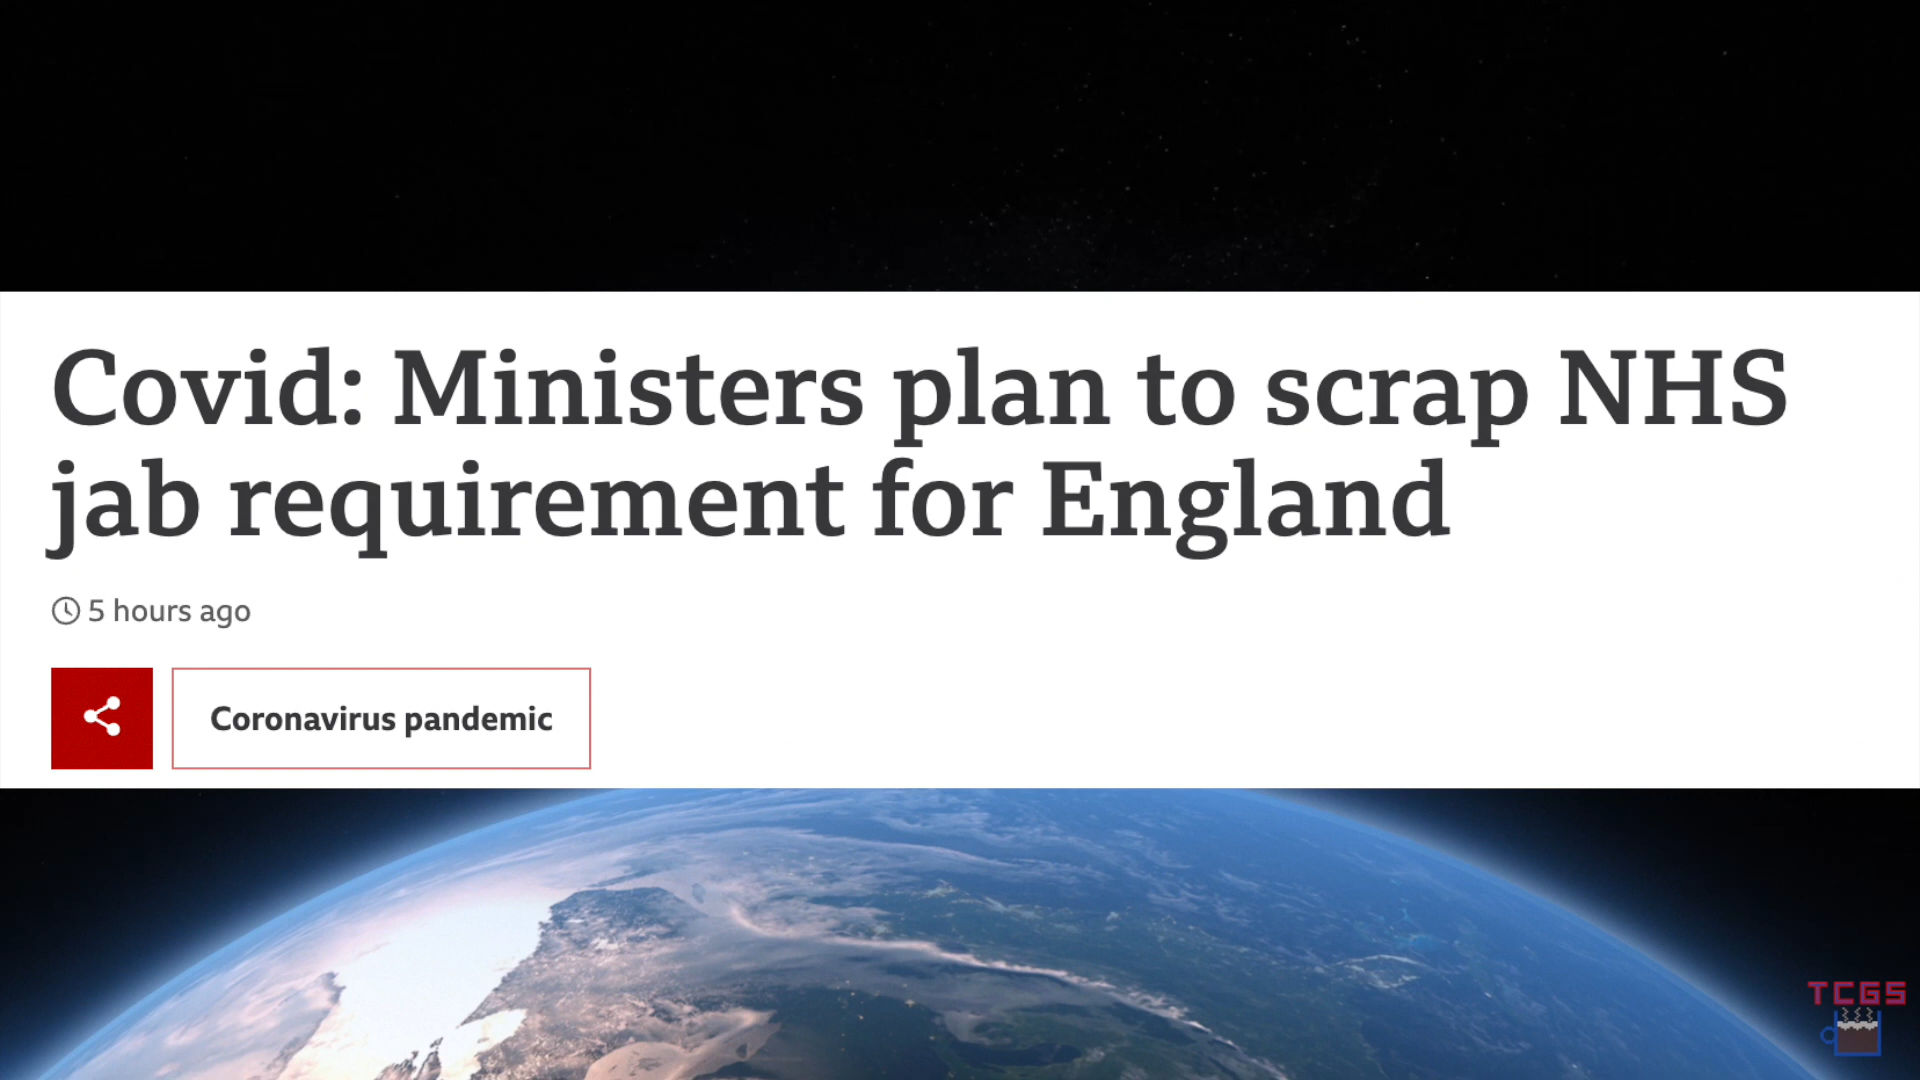 Covid: Ministers plan to scrap NHS
jab requirement for England
5 hours ago
Coronavirus pandemic
TCGS